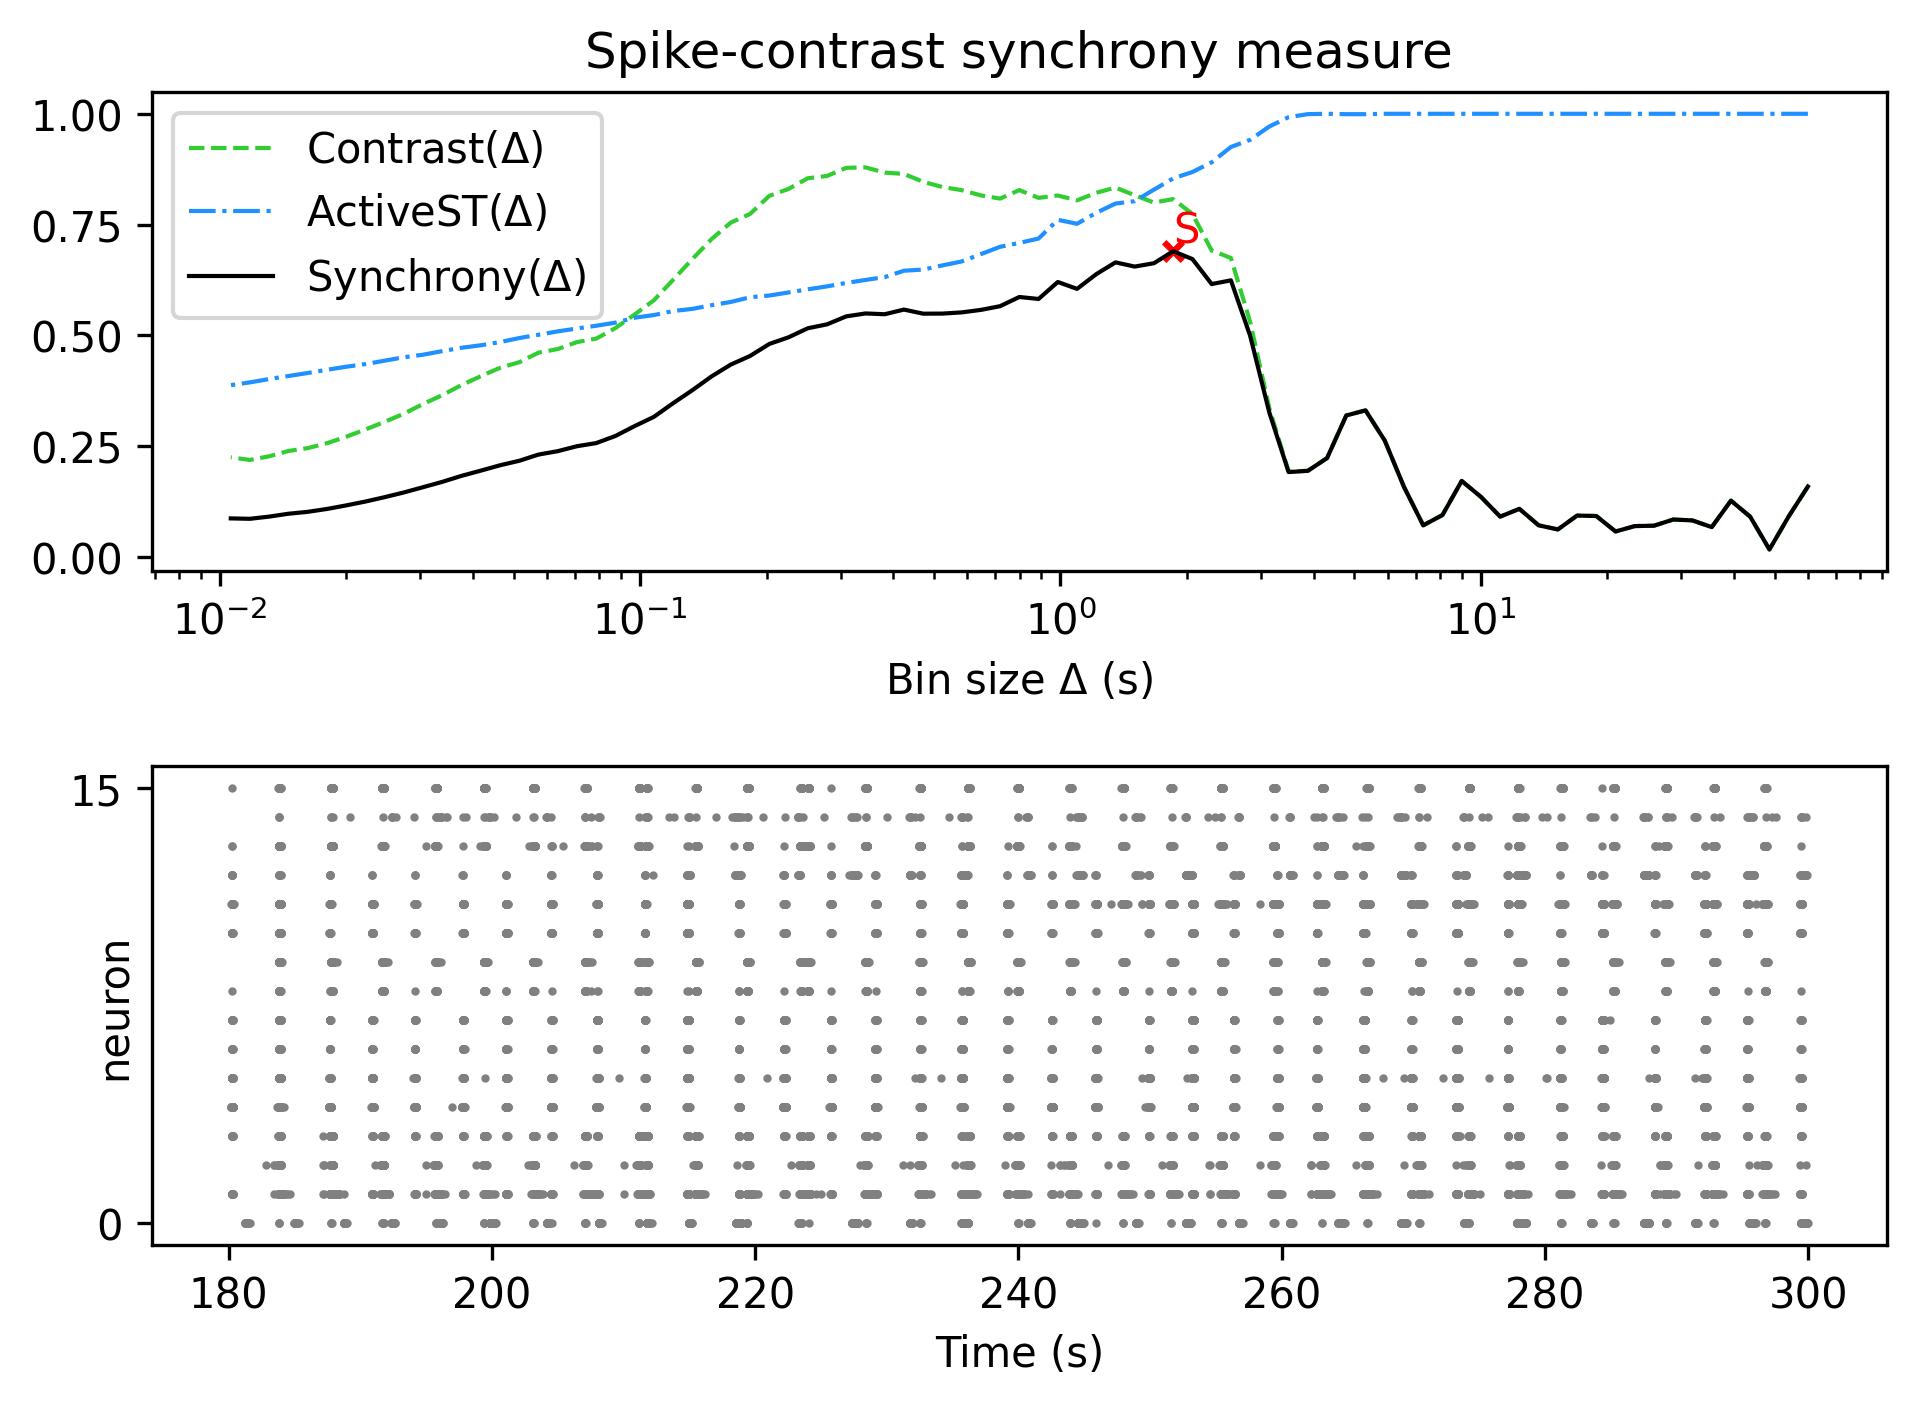 Spike-contrast synchrony measure
1.00
0.75
0.50
0.25
0.00
Contrast(Δ)
ActiveST(Δ)
Synchrony(Δ)
S
10⁻² 10⁻¹ 10⁰ 10¹
Bin size Δ (s)
15
0
neuron
180 200 220 240 260 280 300
Time (s)